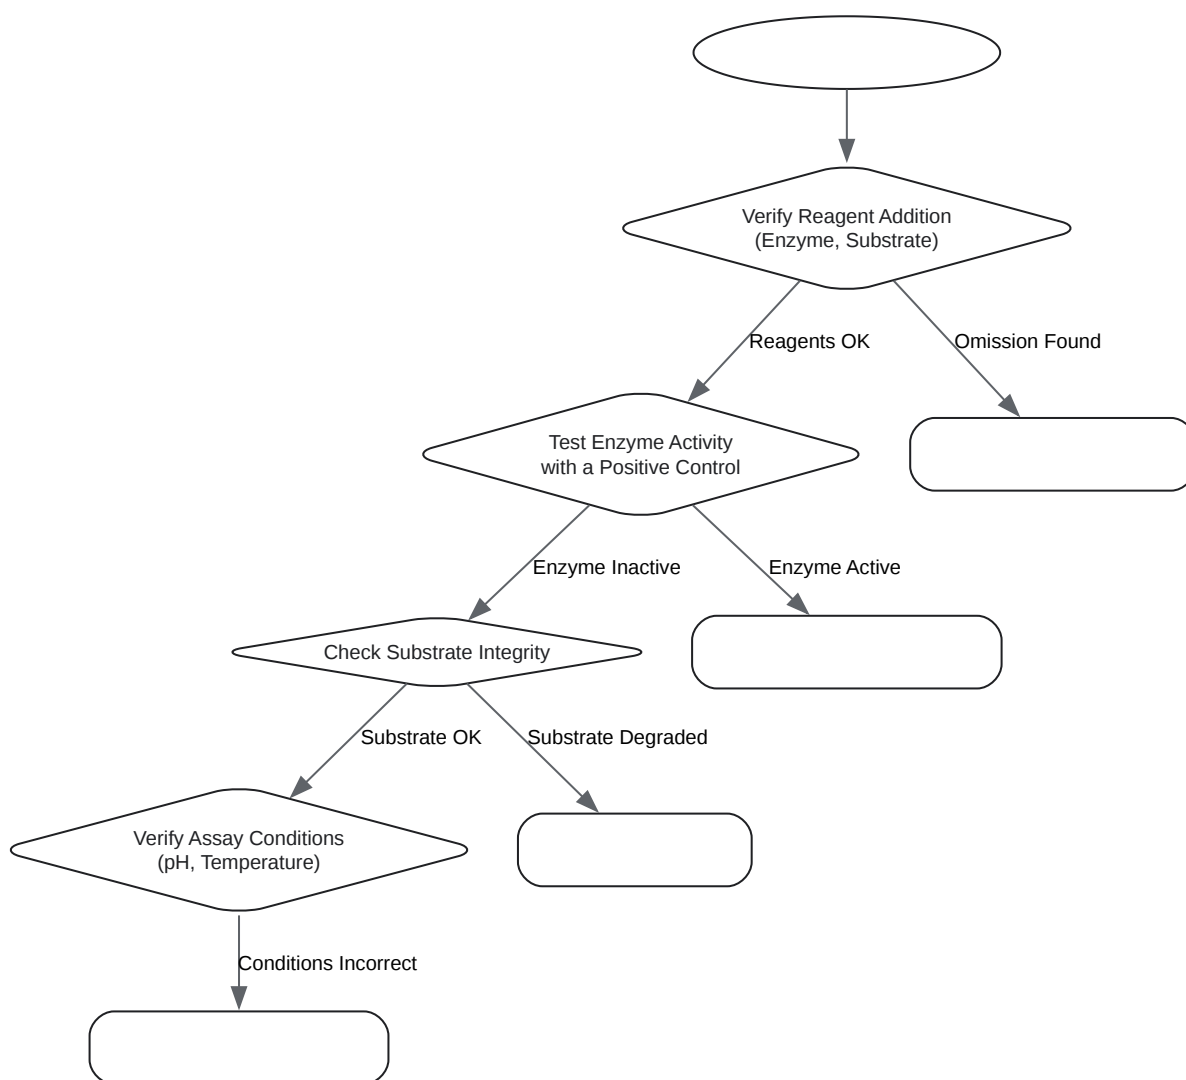 Verify Reagent Addition
(Enzyme, Substrate)
Reagents OK
Omission Found
Test Enzyme Activity
with a Positive Control
Enzyme Inactive
Enzyme Active
Check Substrate Integrity
Substrate OK
Substrate Degraded
Verify Assay Conditions
(pH, Temperature)
Conditions Incorrect